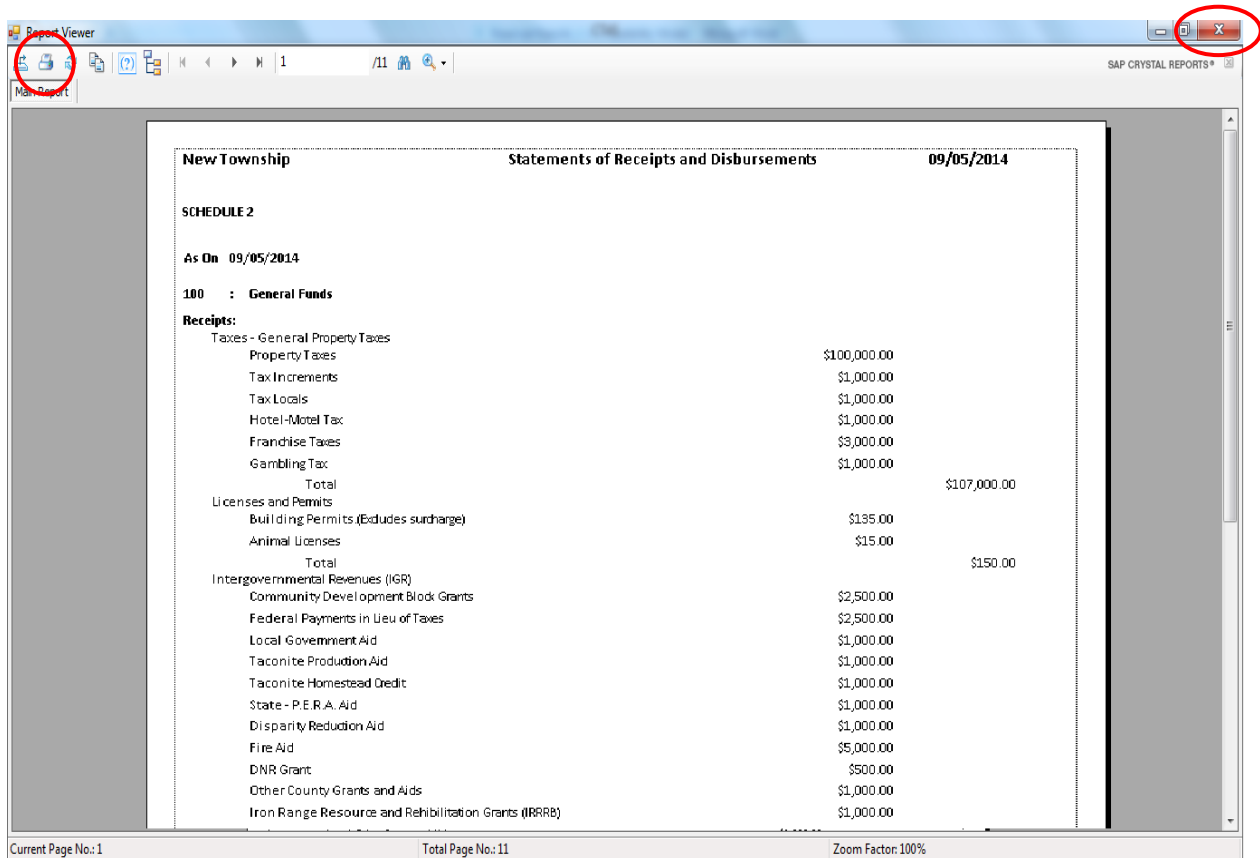 Report Viewer
1 /11
SAP CRYSTAL REPORTS®
Main Report
New Township Statements of Receipts and Disbursements 09/05/2014
SCHEDULE 2
As On 09/05/2014
100 : General Funds
Receipts:
Taxes - General Property Taxes
Property Taxes $100,000.00
Tax Increments $1,000.00
Tax Locals $1,000.00
Hotel-Motel Tax $1,000.00
Franchise Taxes $3,000.00
Gambling Tax $1,000.00
Total $107,000.00
Licenses and Permits
Building Permits.(Excludes surcharge) $135.00
Animal Licenses $15.00
Total $150.00
Intergovernmental Revenues (IGR)
Community Development Block Grants $2,500.00
Federal Payments in Lieu of Taxes $2,500.00
Local Government Aid $1,000.00
Taconite Production Aid $1,000.00
Taconite Homestead Credit $1,000.00
State - P.E.R.A. Aid $1,000.00
Disparity Reduction Aid $1,000.00
Fire Aid $5,000.00
DNR Grant $500.00
Other County Grants and Aids $1,000.00
Iron Range Resource and Rehibilitation Grants (IRRRB) $1,000.00
Current Page No.: 1 Total Page No.: 11 Zoom Factor: 100%